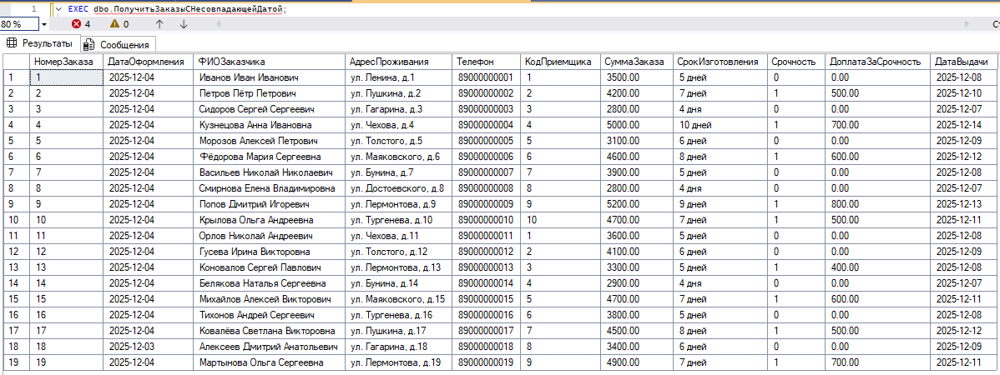 1 EXEC dbo.ПолучитьЗаказыСНесовпадающейДатой;
80 % 4 0
Результаты Сообщения
НомерЗаказа ДатаОформления ФИОЗаказчика АдресПроживания Телефон КодПриемщика СуммаЗаказа СрокИзготовления Срочность ДоплатаЗаСрочность ДатаВыдачи
1 1 2025-12-04 Иванов Иван Иванович ул. Ленина, д.1 89000000001 1 3500.00 5 дней 0 0.00 2025-12-08
2 2 2025-12-04 Петров Пётр Петрович ул. Пушкина, д.2 89000000002 2 4200.00 7 дней 1 500.00 2025-12-10
3 3 2025-12-04 Сидоров Сергей Сергеевич ул. Гагарина, д.3 89000000003 3 2800.00 4 дня 0 0.00 2025-12-07
4 4 2025-12-04 Кузнецова Анна Ивановна ул. Чехова, д.4 89000000004 4 5000.00 10 дней 1 700.00 2025-12-14
5 5 2025-12-04 Морозов Алексей Петрович ул. Толстого, д.5 89000000005 5 3100.00 6 дней 0 0.00 2025-12-09
6 6 2025-12-04 Фёдорова Мария Сергеевна ул. Маяковского, д.6 89000000006 6 4600.00 8 дней 1 600.00 2025-12-12
7 7 2025-12-04 Васильев Николай Николаевич ул. Бунина, д.7 89000000007 7 3900.00 5 дней 0 0.00 2025-12-08
8 8 2025-12-04 Смирнова Елена Владимировна ул. Достоевского, д.8 89000000008 8 2800.00 4 дня 0 0.00 2025-12-07
9 9 2025-12-04 Попов Дмитрий Игоревич ул. Лермонтова, д.9 89000000009 9 5200.00 9 дней 1 800.00 2025-12-13
10 10 2025-12-04 Крылова Ольга Андреевна ул. Тургенева, д.10 89000000010 10 4700.00 7 дней 1 500.00 2025-12-11
11 11 2025-12-04 Орлов Николай Андреевич ул. Чехова, д.11 89000000011 1 3600.00 5 дней 0 0.00 2025-12-08
12 12 2025-12-04 Гусева Ирина Викторовна ул. Толстого, д.12 89000000012 2 4100.00 6 дней 0 0.00 2025-12-09
13 13 2025-12-04 Коновалов Сергей Павлович ул. Лермонтова, д.13 89000000013 3 3300.00 5 дней 1 400.00 2025-12-08
14 14 2025-12-04 Белякова Наталья Сергеевна ул. Бунина, д.14 89000000014 4 2900.00 4 дня 0 0.00 2025-12-07
15 15 2025-12-04 Михайлов Алексей Викторович ул. Маяковского, д.15 89000000015 5 4700.00 7 дней 1 600.00 2025-12-11
16 16 2025-12-04 Тихонов Андрей Сергеевич ул. Тургенева, д.16 89000000016 6 3800.00 5 дней 0 0.00 2025-12-08
17 17 2025-12-04 Ковалёва Светлана Викторовна ул. Пушкина, д.17 89000000017 7 4500.00 8 дней 1 500.00 2025-12-12
18 18 2025-12-03 Алексеев Дмитрий Анатольевич ул. Гагарина, д.18 89000000018 8 3400.00 6 дней 0 0.00 2025-12-09
19 19 2025-12-04 Мартынова Ольга Сергеевна ул. Лермонтова, д.19 89000000019 9 4900.00 7 дней 1 700.00 2025-12-11